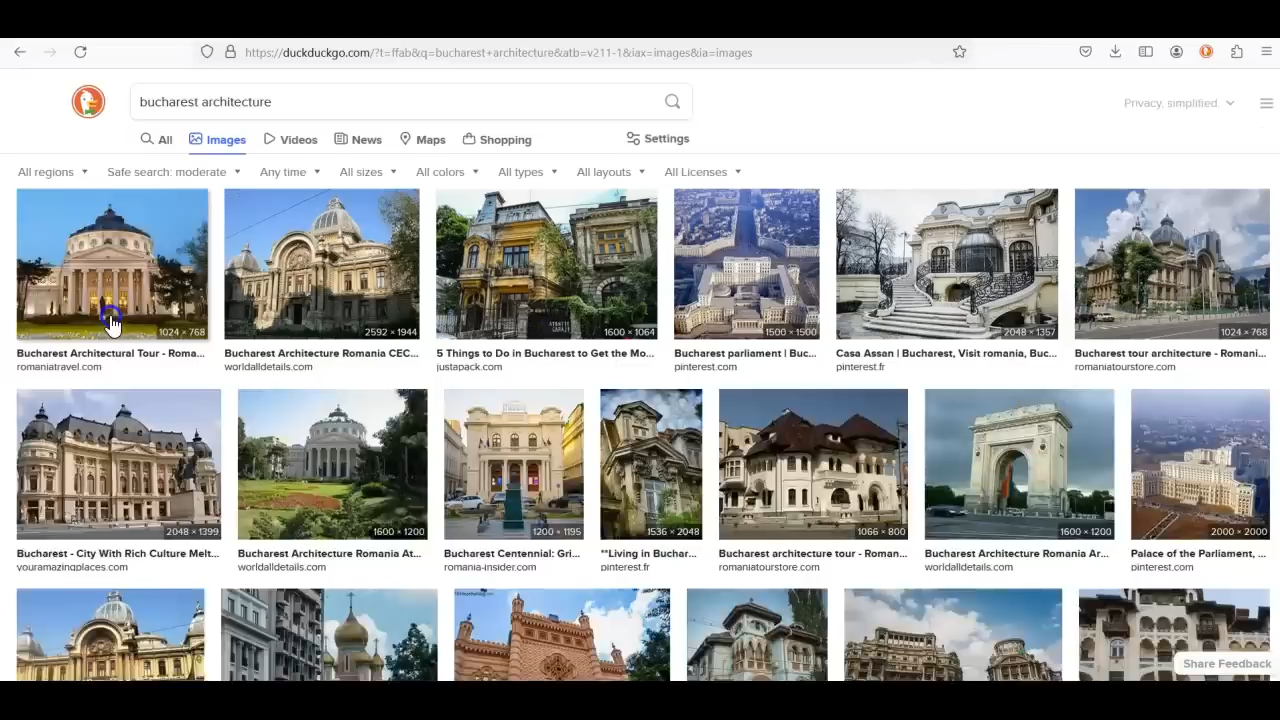 https://duckduckgo.com/?t=ffab&q=bucharest+architecture&atb=v211-1&iax=images&ia=images
bucharest architecture
Privacy, simplified.
All
Images
Videos
News
Maps
Shopping
Settings
All regions
Safe search: moderate
Any time
All sizes
All colors
All types
All layouts
All Licenses
1024 × 768
2592 × 1944
1600 × 1064
1500 × 1500
2048 × 1357
1024 × 768
Bucharest Architectural Tour - Roma...
Bucharest Architecture Romania CEC...
5 Things to Do in Bucharest to Get the Mo...
Bucharest parliament | Buc...
Casa Assan | Bucharest, Visit romania, Buc...
Bucharest tour architecture - Romani...
romaniatravel.com
worldalldetails.com
justapack.com
pinterest.com
pinterest.fr
romaniatourstore.com
2048 × 1399
1600 × 1200
1200 × 1195
1536 × 2048
1066 × 800
1600 × 1200
2000 × 2000
Bucharest - City With Rich Culture Melt...
Bucharest Architecture Romania At...
Bucharest Centennial: Gri...
**Living in Buchar...
Bucharest architecture tour - Roman...
Bucharest Architecture Romania Ar...
Palace of the Parliament, ...
youramazingplaces.com
worldalldetails.com
romania-insider.com
pinterest.fr
romaniatourstore.com
worldalldetails.com
pinterest.com
Share Feedback